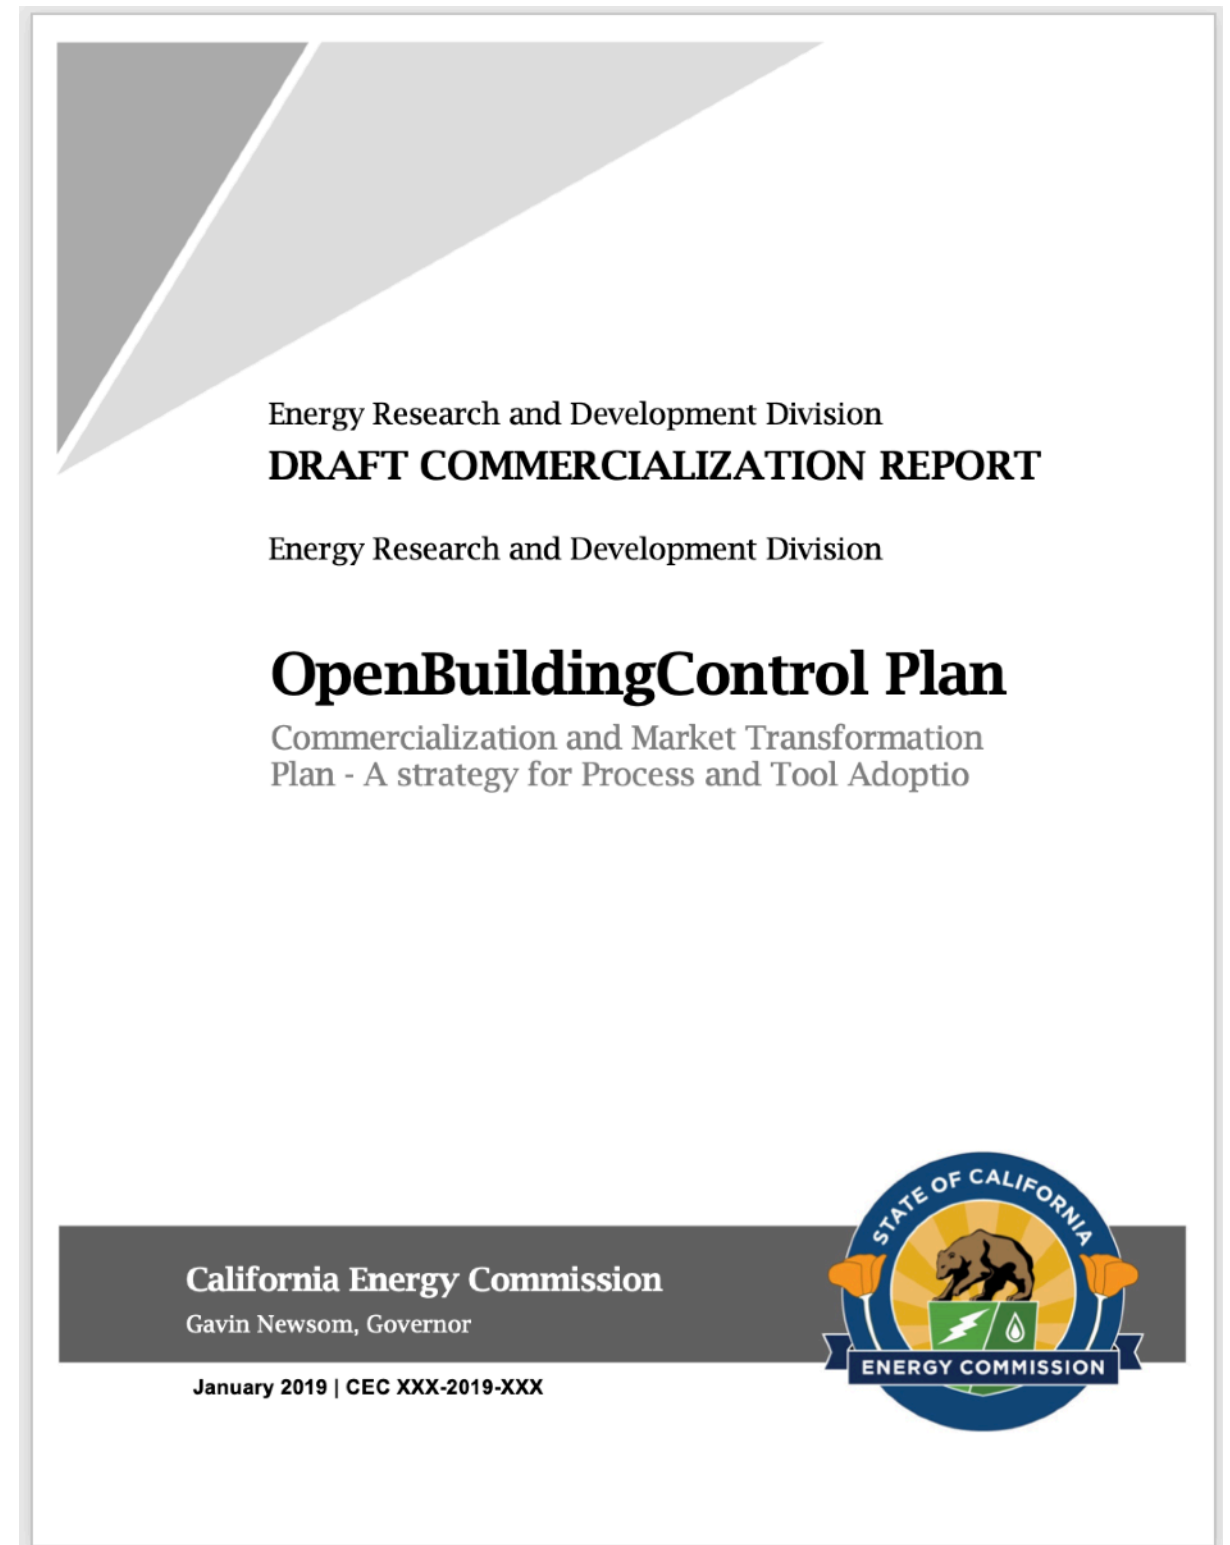 Energy Research and Development Division
DRAFT COMMERCIALIZATION REPORT
Energy Research and Development Division
OpenBuildingControl Plan
Commercialization and Market Transformation
Plan - A strategy for Process and Tool Adoptio
STATE OF CALIFORNIA
ENERGY COMMISSION
California Energy Commission
Gavin Newsom, Governor
January 2019 | CEC XXX-2019-XXX